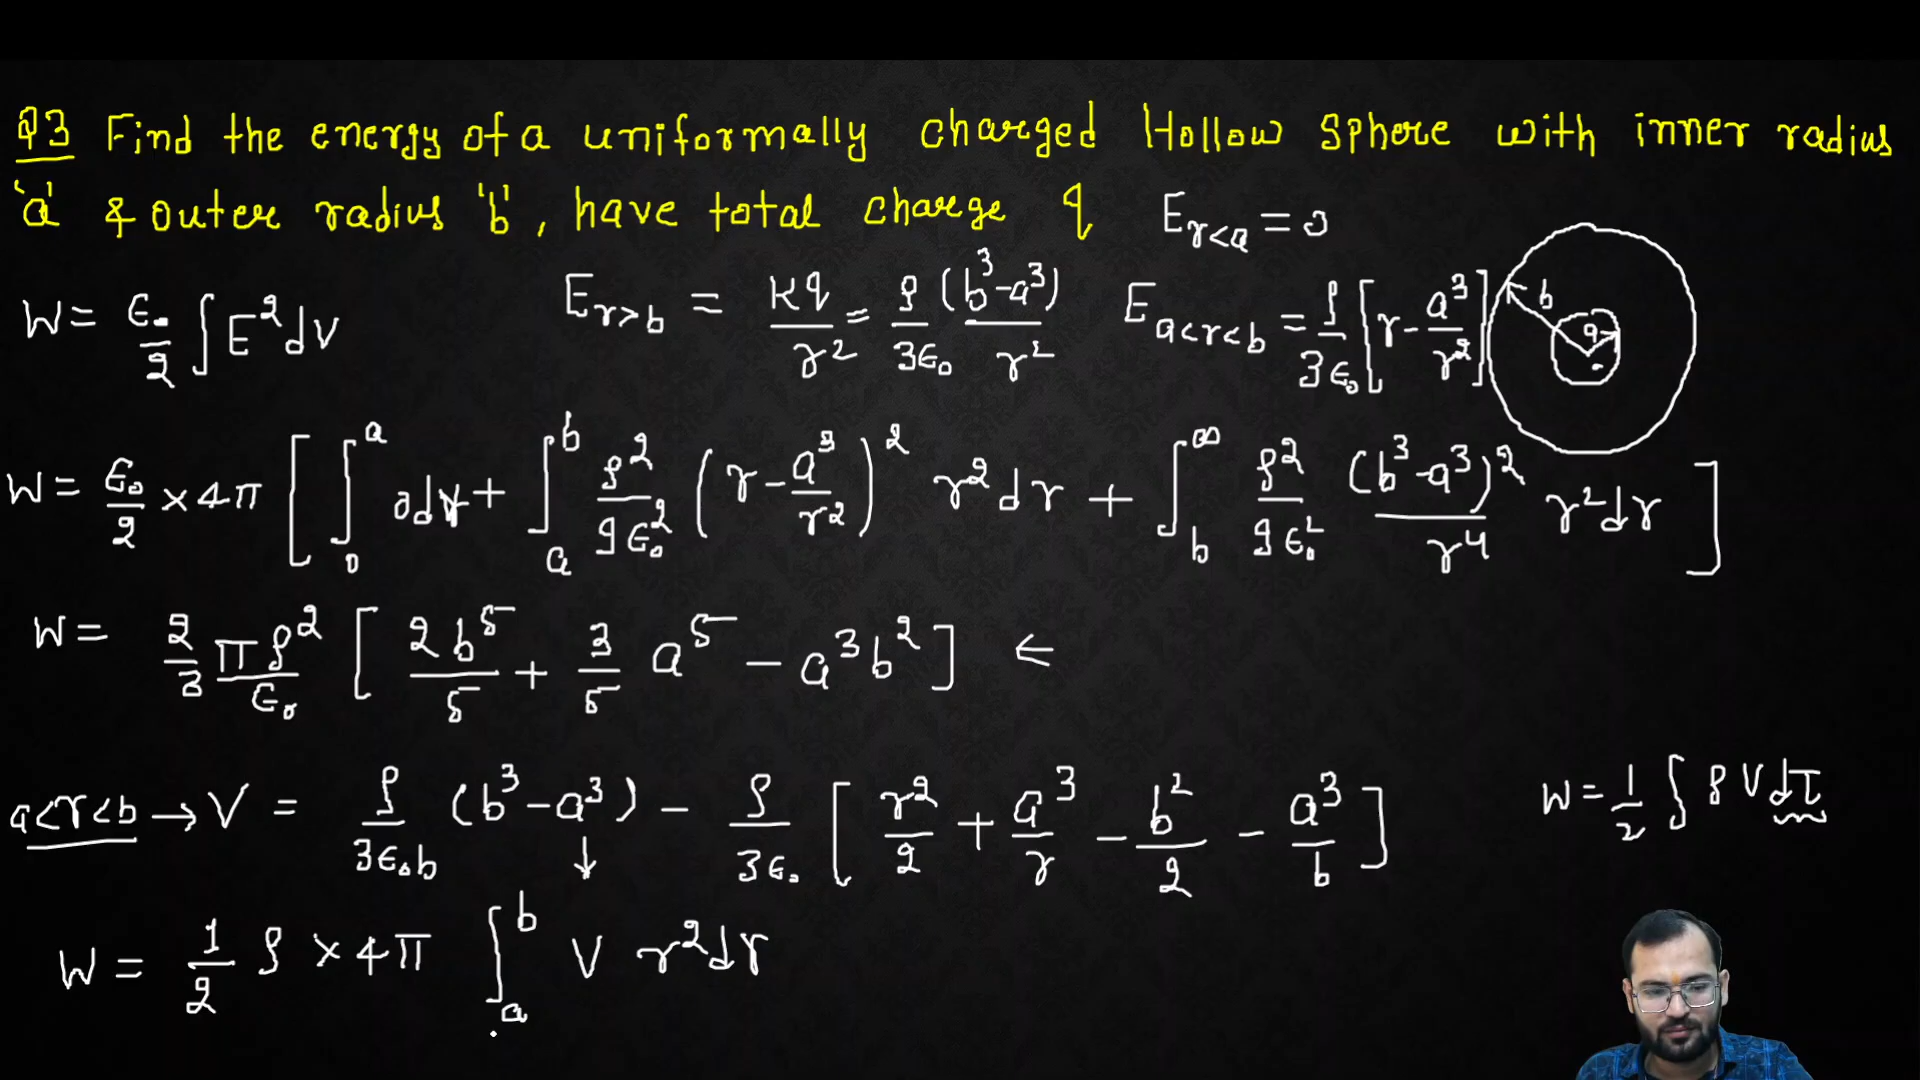 Q3 Find the energy of a uniformally charged Hollow sphere with inner radius
'a' & outer radius 'b', have total charge q E_{r<a} = 0
W = ε₀/2 ∫ E² dV E_{r>b} = Kq/r² = ρ/3ε₀ (b³-a³)/r² E_{a<r<b} = ρ/3ε₀ [r - a³/r²] b a
W = ε₀/2 × 4π [ ∫₀^a 0dr + ∫_a^b ρ²/9ε₀² (r - a³/r²)² r² dr + ∫_b^∞ ρ²/9ε₀² (b³-a³)²/r⁴ r² dr ]
W = 2/3 πρ²/ε₀ [ 2b⁵/5 + 3/5 a⁵ - a³b² ] ←
a<r<b → V = ρ/3ε₀b (b³-a³) - ρ/3ε₀ [ r²/2 + a³/r - b²/2 - a³/b ] W = 1/2 ∫ ρ V dτ
W = 1/2 ρ × 4π ∫_a^b V r² dr